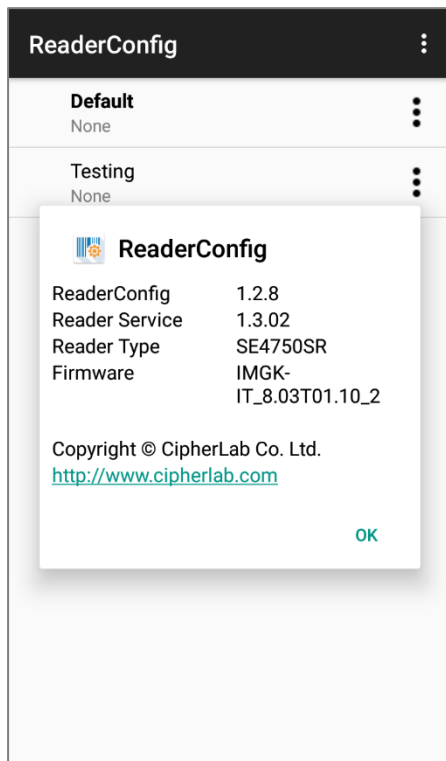 ReaderConfig
Default
None
Testing
None
ReaderConfig
ReaderConfig 1.2.8
Reader Service 1.3.02
Reader Type SE4750SR
Firmware IMGK-
IT_8.03T01.10_2
Copyright © CipherLab Co. Ltd.
http://www.cipherlab.com
OK